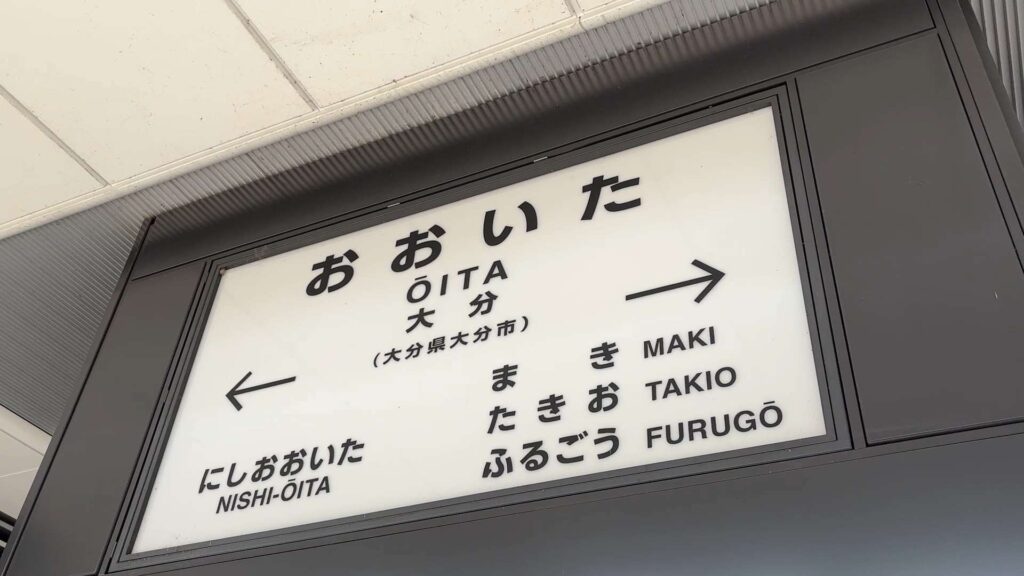 おおいた
ŌITA
大分
(大分県大分市)
にしおおいた
NISHI-ŌITA
まき MAKI
たきお TAKIO
ふるごう FURUGŌ